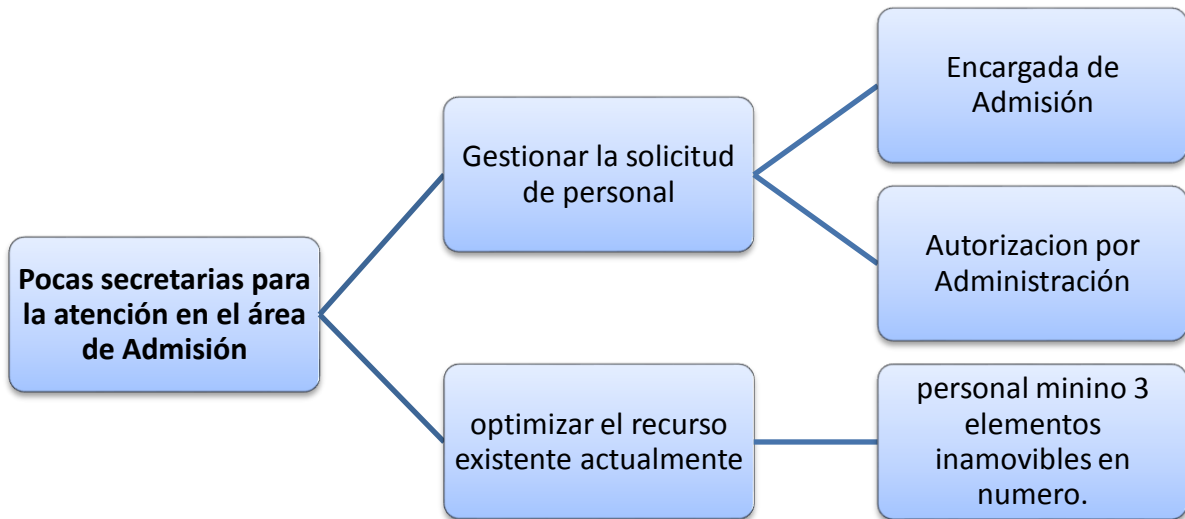 Pocas secretarias para
la atención en el área
de Admisión
Gestionar la solicitud
de personal
Encargada de
Admisión
Autorizacion por
Administración
optimizar el recurso
existente actualmente
personal minino 3
elementos
inamovibles en
numero.